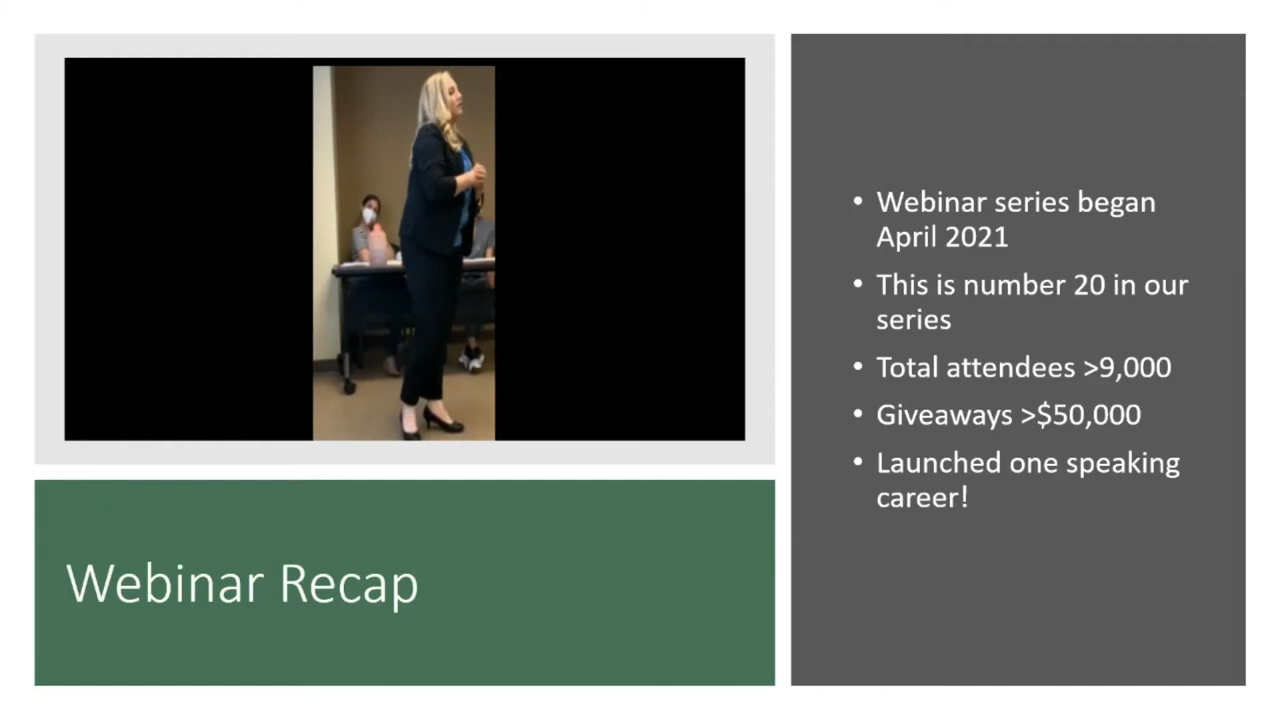 Webinar Recap
• Webinar series began
April 2021
• This is number 20 in our
series
• Total attendees >9,000
• Giveaways >$50,000
• Launched one speaking
career!